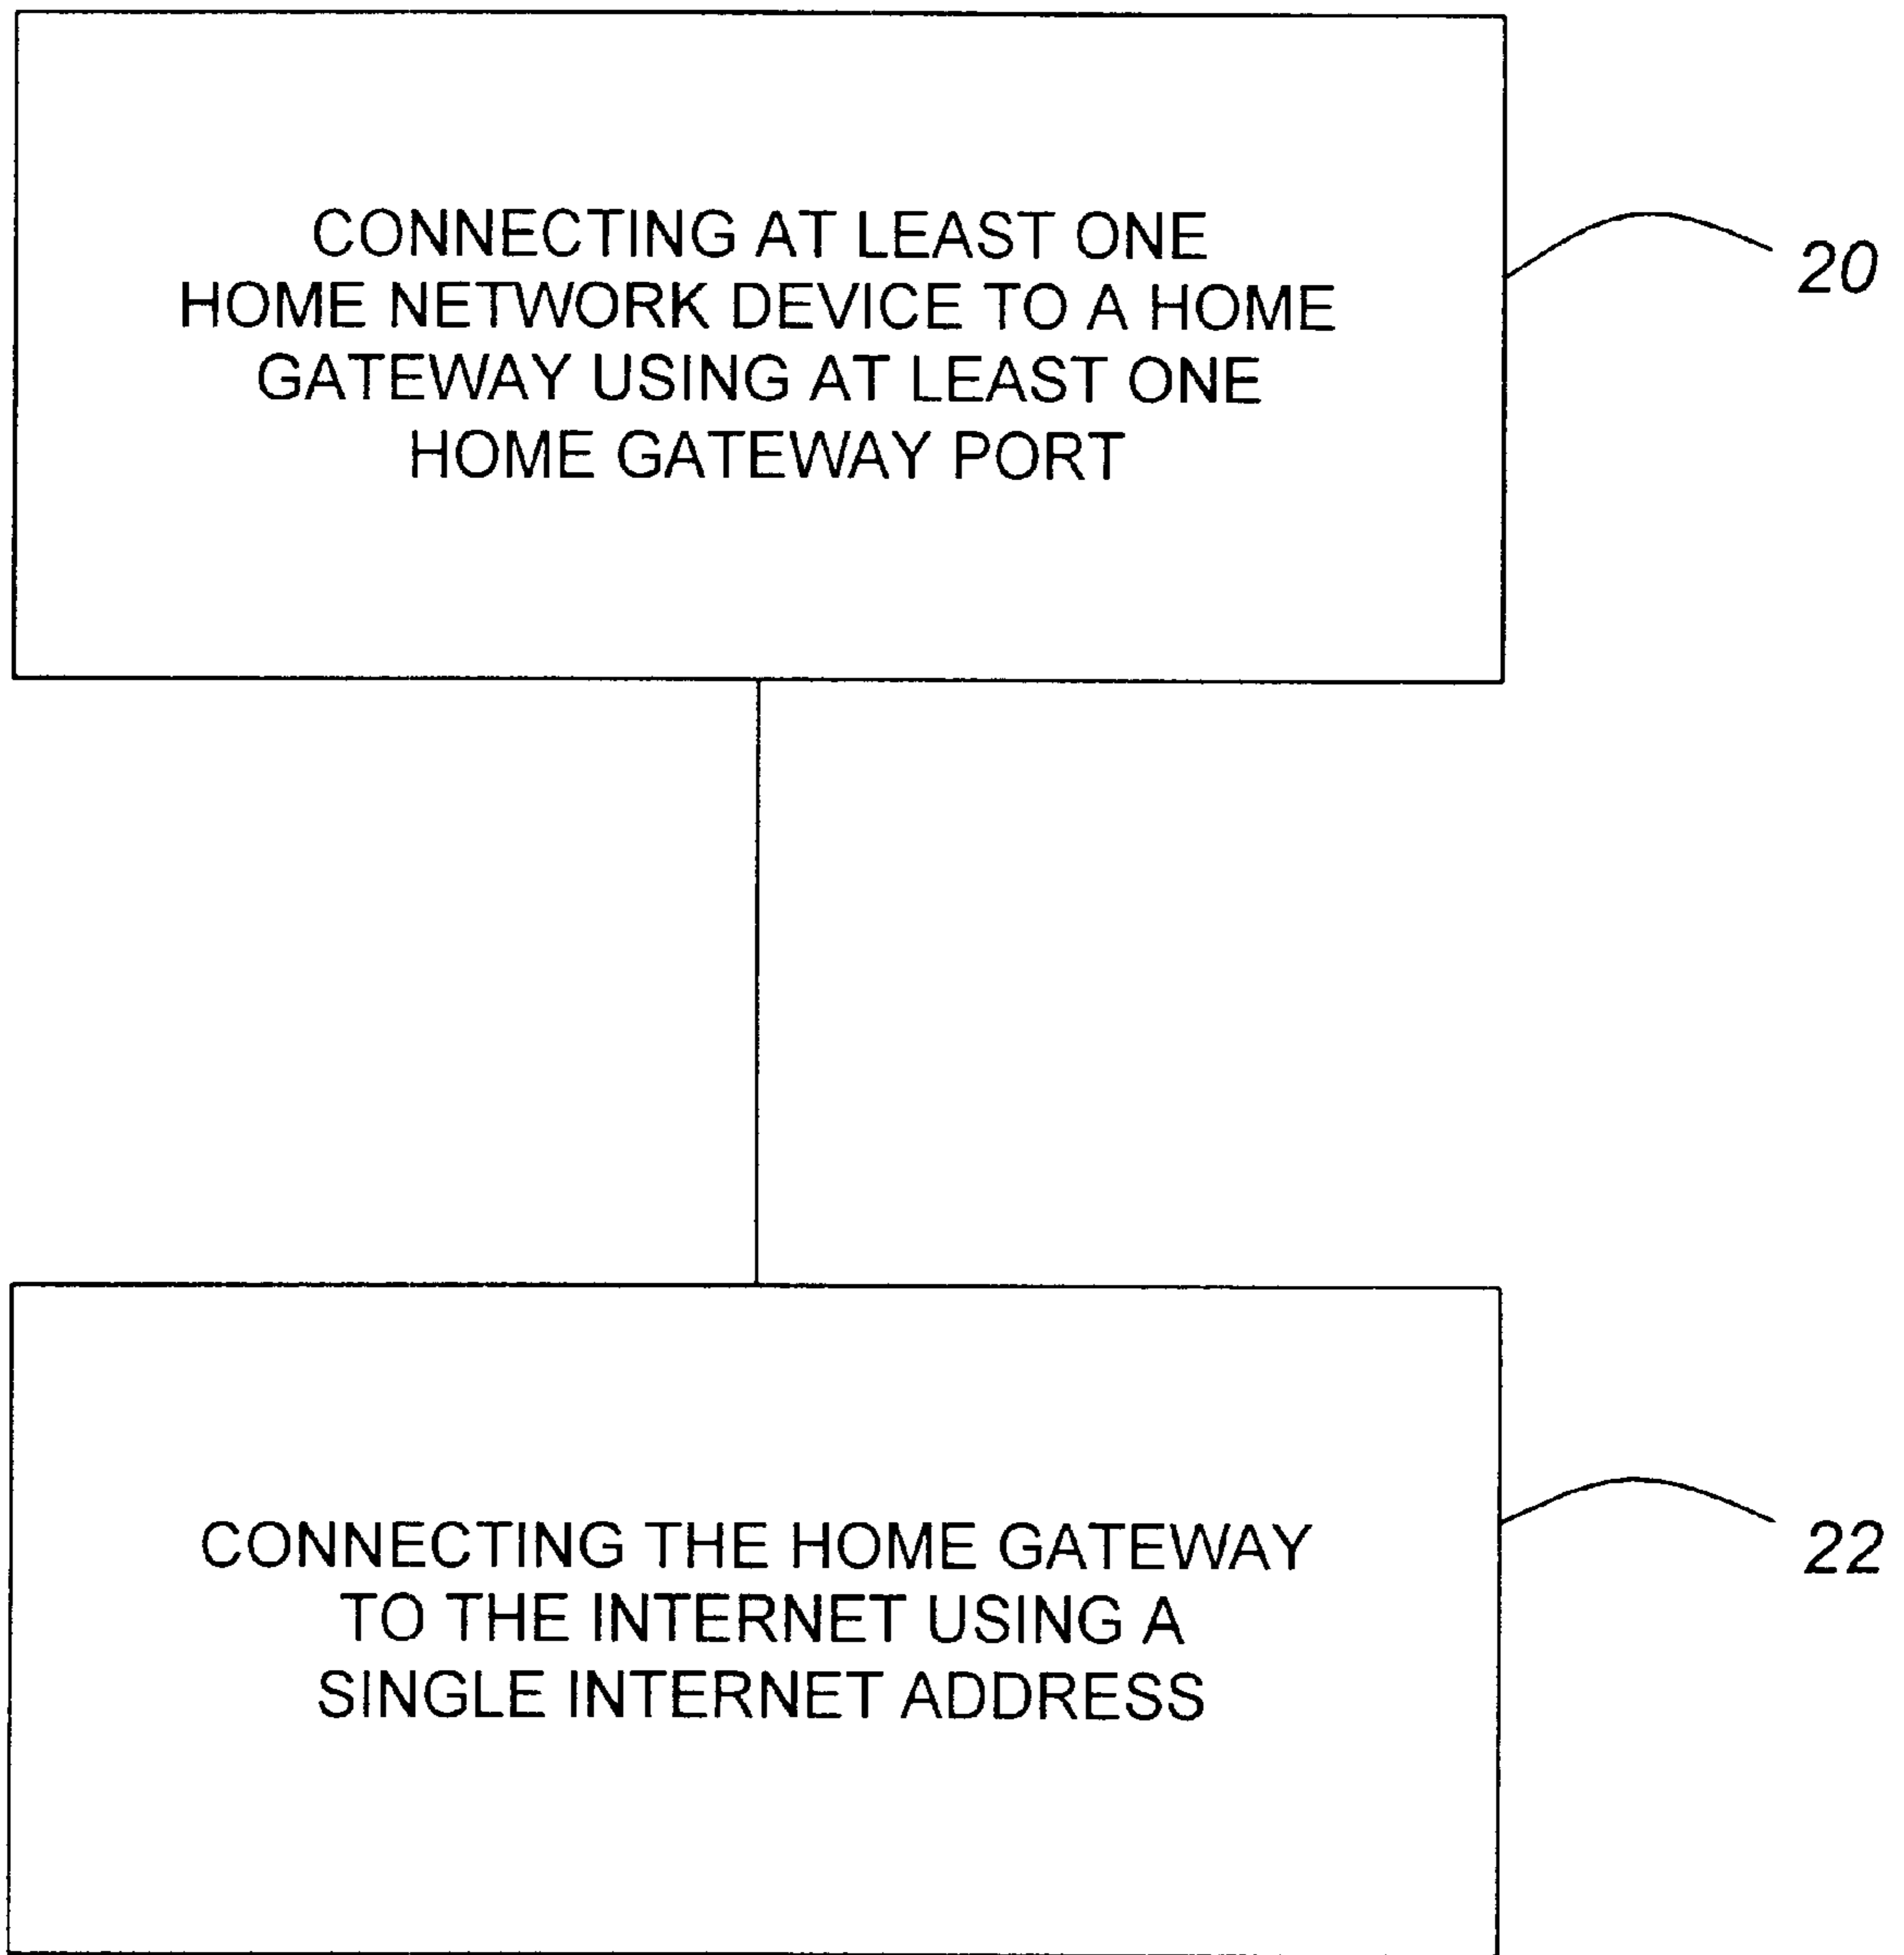 CONNECTING AT LEAST ONE
HOME NETWORK DEVICE TO A HOME
GATEWAY USING AT LEAST ONE
HOME GATEWAY PORT
20
CONNECTING THE HOME GATEWAY
TO THE INTERNET USING A
SINGLE INTERNET ADDRESS
22